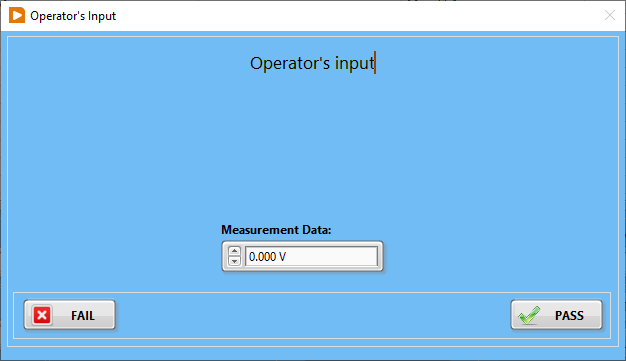 Operator's Input
Operator's input
Measurement Data:
0.000 V
FAIL
PASS